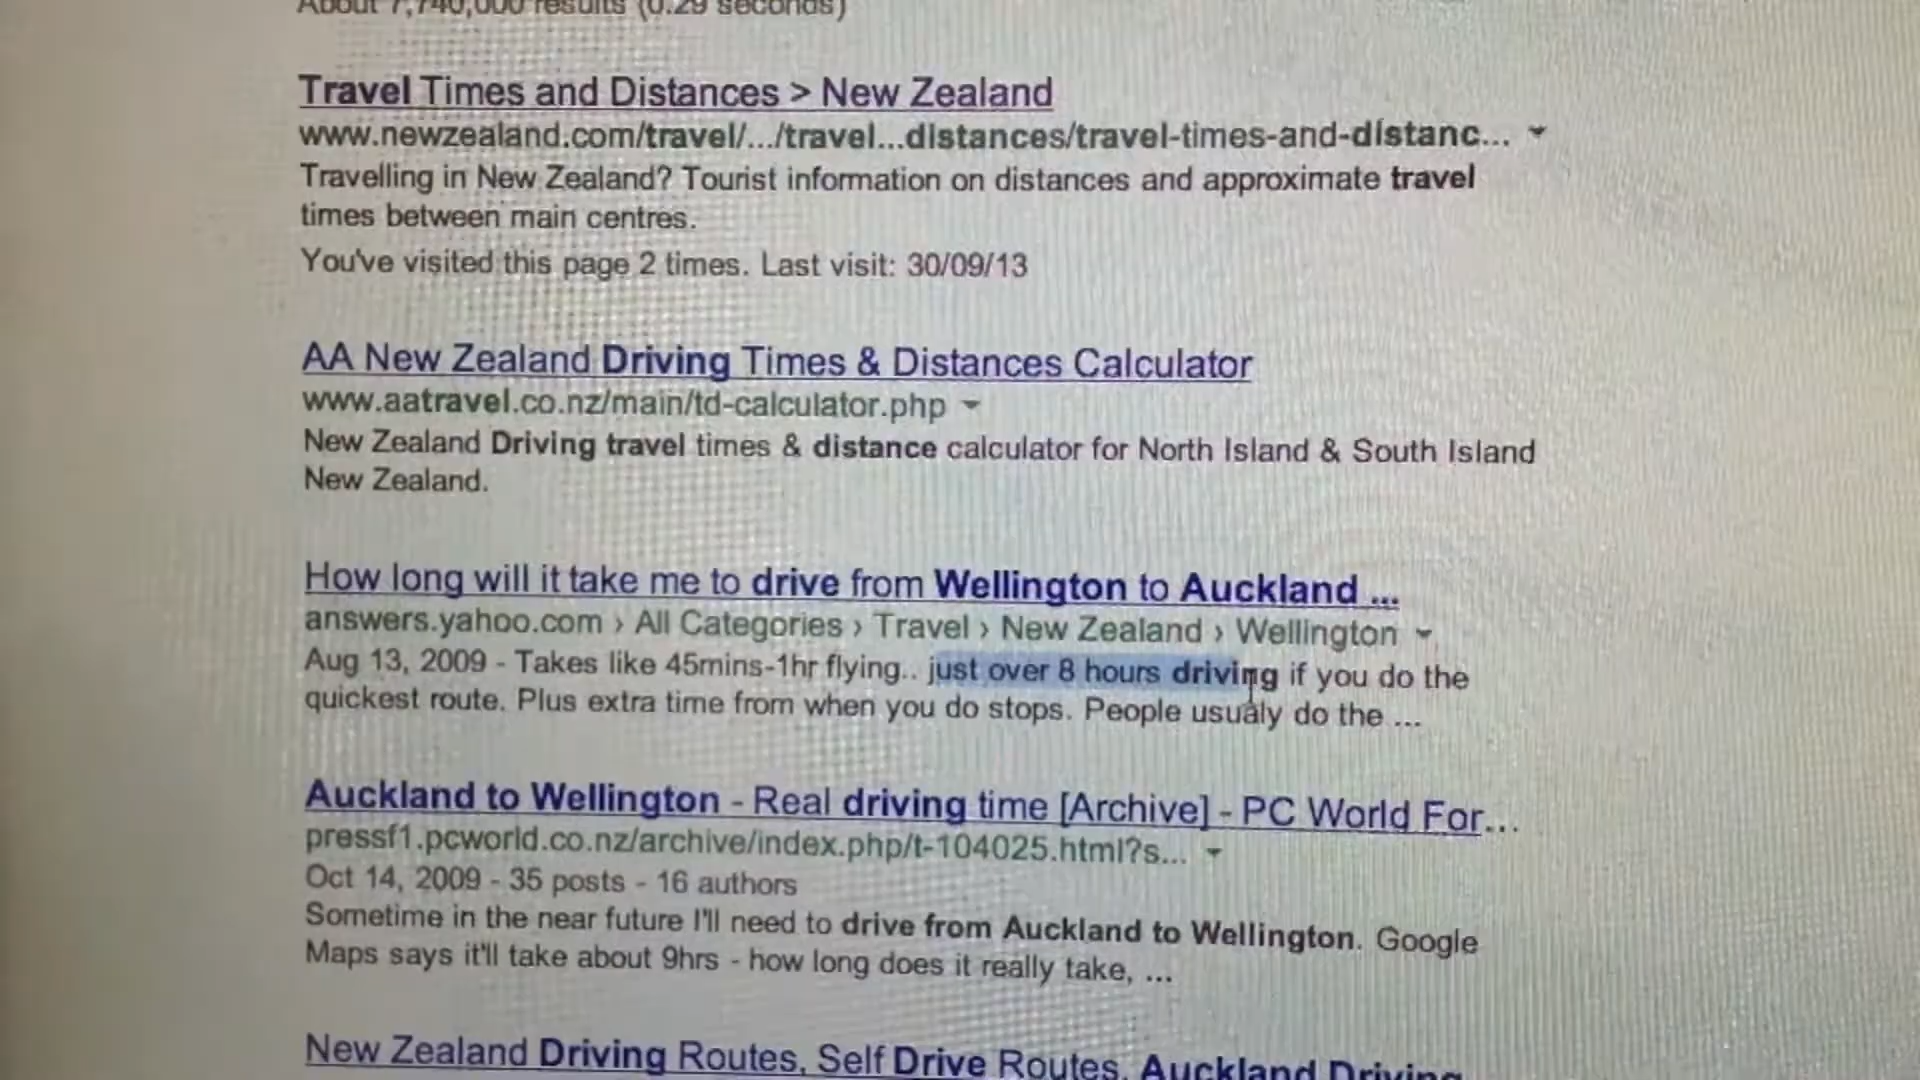 About 7,740,000 results (0.29 seconds)
Travel Times and Distances > New Zealand
www.newzealand.com/travel/.../travel...distances/travel-times-and-distanc...
Travelling in New Zealand? Tourist information on distances and approximate travel
times between main centres.
You've visited this page 2 times. Last visit: 30/09/13
AA New Zealand Driving Times & Distances Calculator
www.aatravel.co.nz/main/td-calculator.php
New Zealand Driving travel times & distance calculator for North Island & South Island
New Zealand.
How long will it take me to drive from Wellington to Auckland ...
answers.yahoo.com › All Categories › Travel › New Zealand › Wellington
Aug 13, 2009 - Takes like 45mins-1hr flying.. just over 8 hours driving if you do the
quickest route. Plus extra time from when you do stops. People usualy do the ...
Auckland to Wellington - Real driving time [Archive] - PC World For...
pressf1.pcworld.co.nz/archive/index.php/t-104025.html?s...
Oct 14, 2009 - 35 posts - 16 authors
Sometime in the near future I'll need to drive from Auckland to Wellington. Google
Maps says it'll take about 9hrs - how long does it really take, ...
New Zealand Driving Routes, Self Drive Routes, Auckland Driving